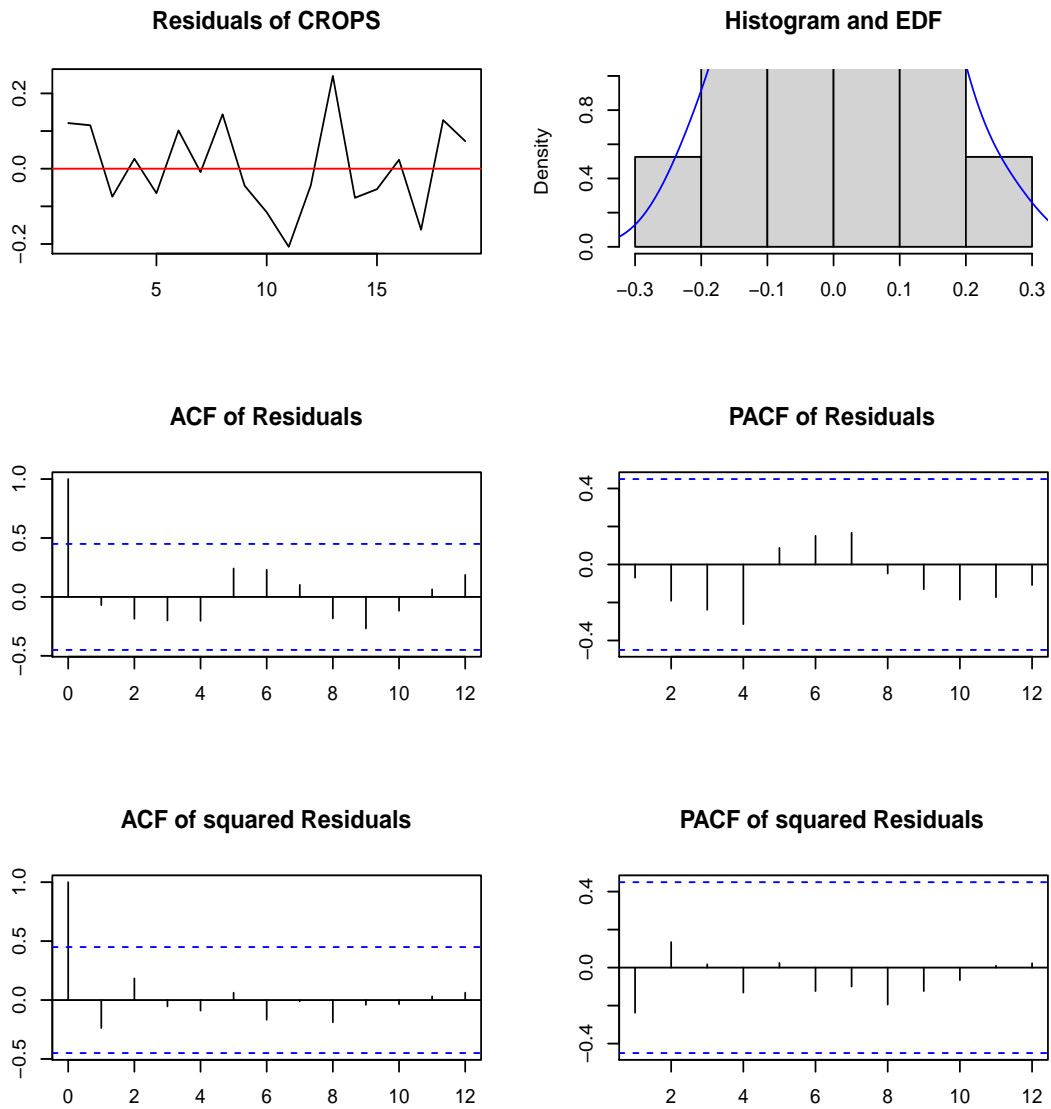 Residuals of CROPS
0.2
0.0
−0.2
5 10 15
Histogram and EDF
Density
0.8
0.4
0.0
−0.3 −0.2 −0.1 0.0 0.1 0.2 0.3
ACF of Residuals
1.0
0.5
0.0
−0.5
0 2 4 6 8 10 12
PACF of Residuals
0.4
0.0
−0.4
2 4 6 8 10 12
ACF of squared Residuals
1.0
0.5
0.0
−0.5
0 2 4 6 8 10 12
PACF of squared Residuals
0.4
0.0
−0.4
2 4 6 8 10 12